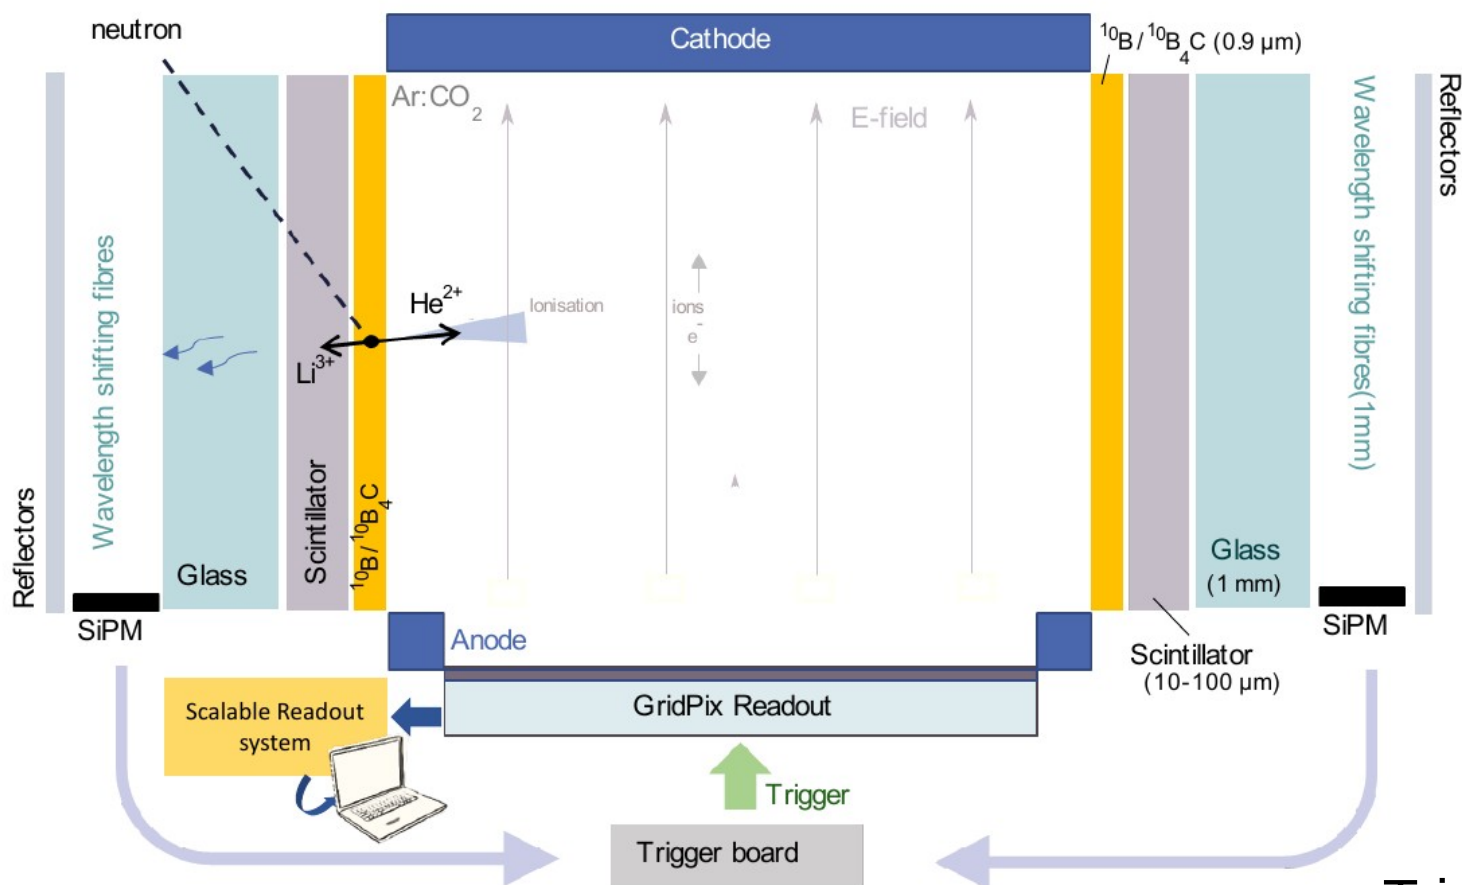 neutron
Cathode
¹⁰B/ ¹⁰B₄C (0.9 µm)
Ar:CO₂
E-field
Reflectors
Wavelength shifting fibres(1mm)
He²⁺
Ionisation
ions
e⁻
Li³⁺
Wavelength shifting fibres
Reflectors
Scintillator
¹⁰B/ ¹⁰B₄C
Glass
Glass
(1 mm)
SiPM
SiPM
Anode
Scintillator
(10-100 µm)
GridPix Readout
Scalable Readout
system
Trigger
Trigger board